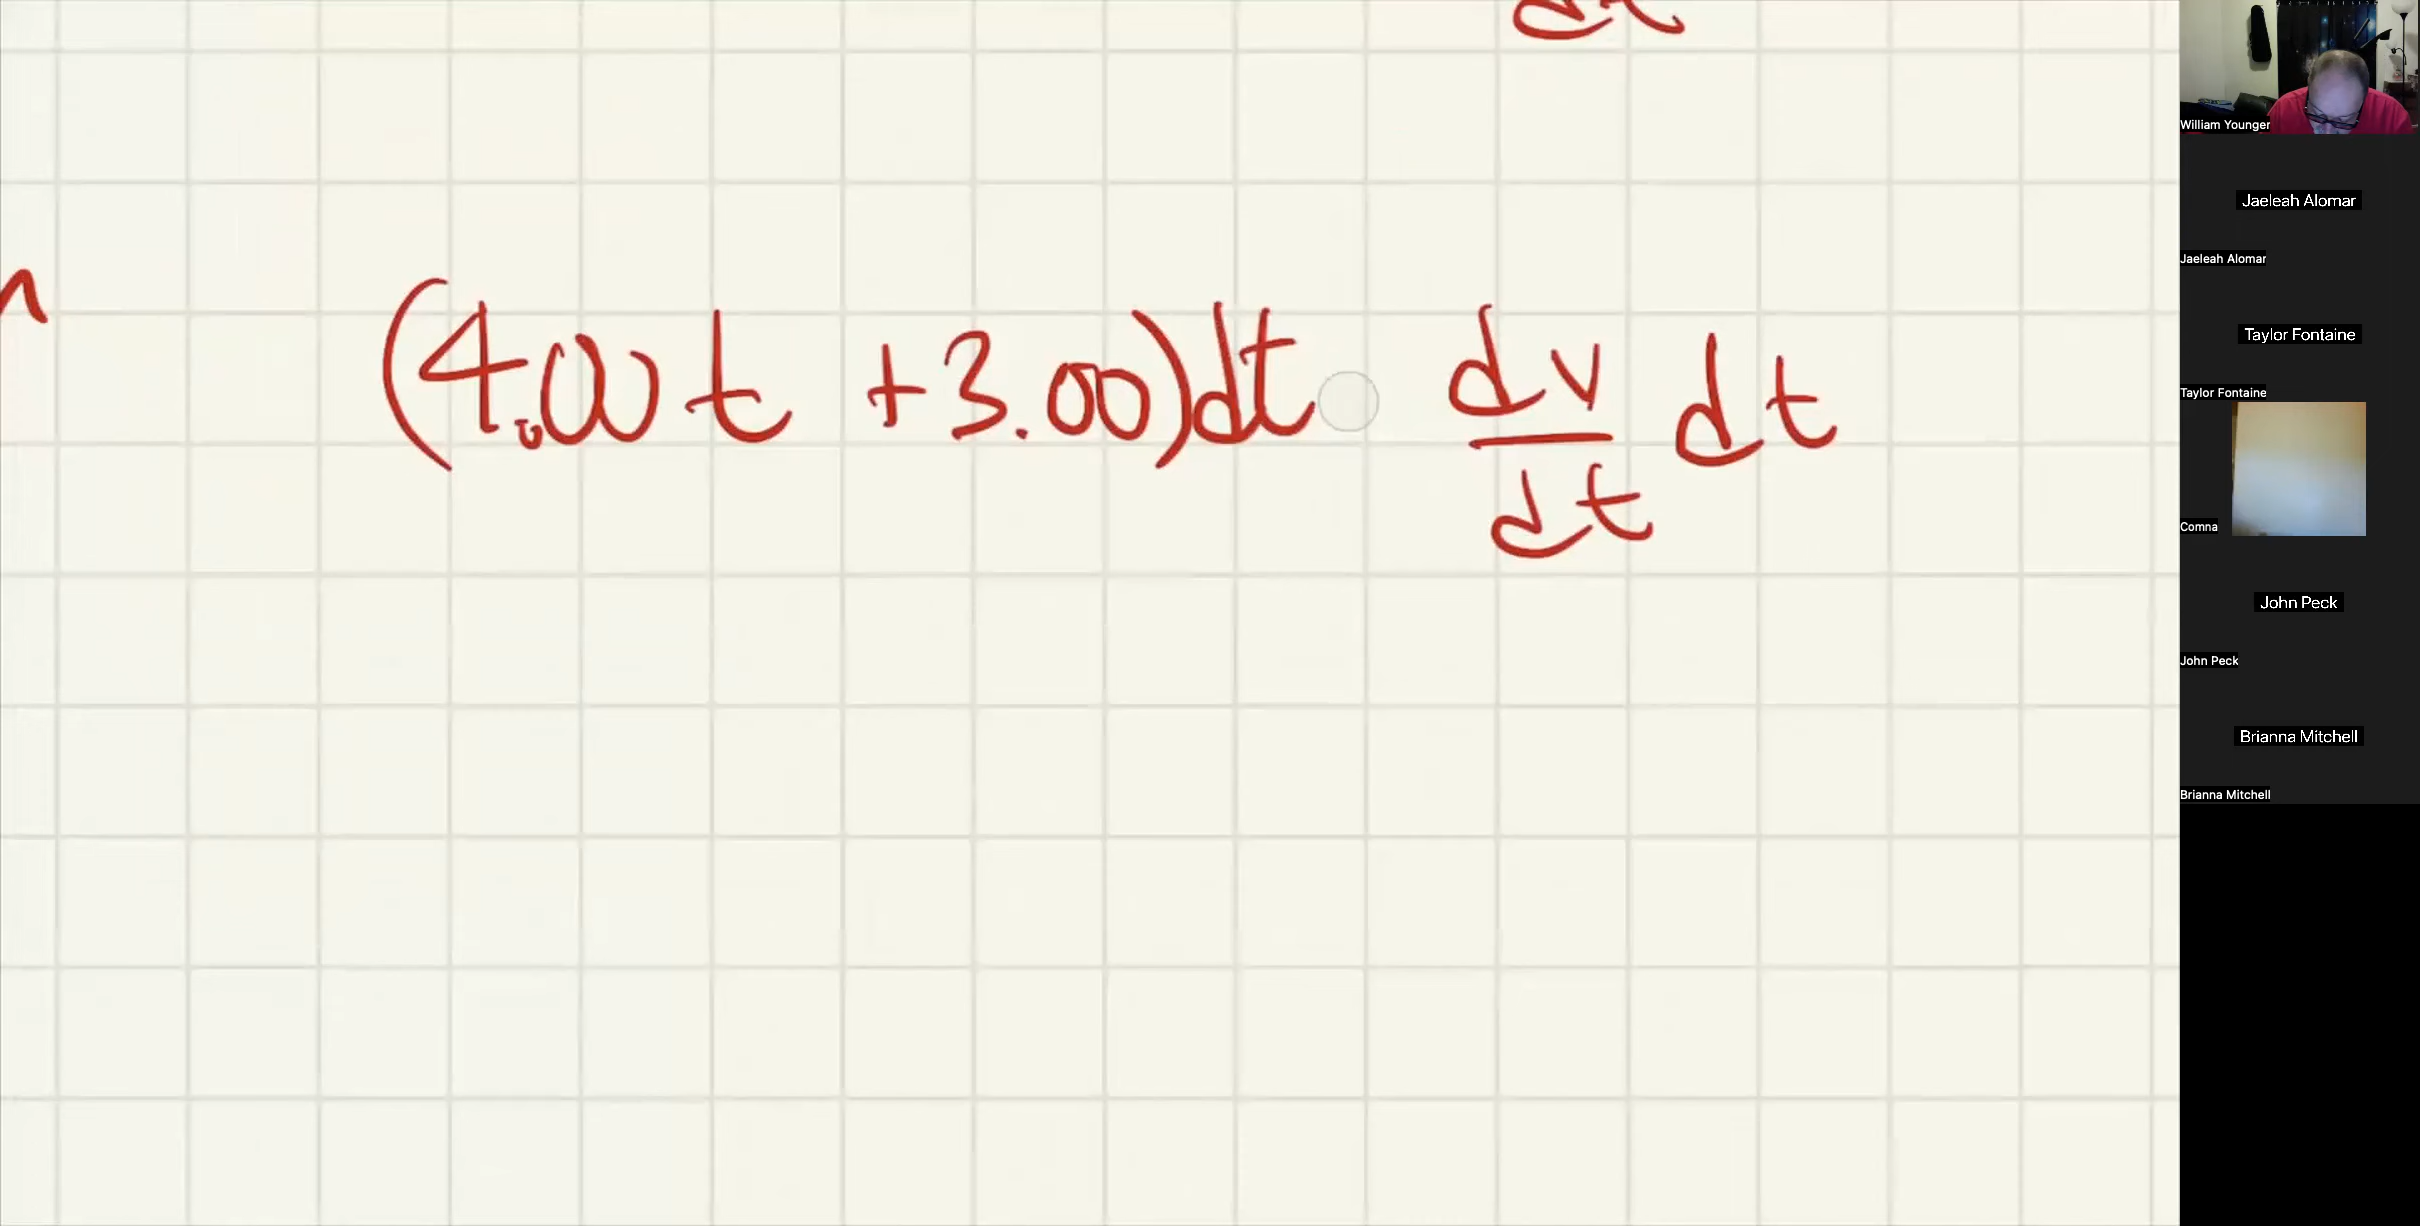 dt
(4.00 t + 3.00)dt dv/dt dt
William Younger
Jaeleah Alomar
Jaeleah Alomar
Taylor Fontaine
Taylor Fontaine
Comna
John Peck
John Peck
Brianna Mitchell
Brianna Mitchell